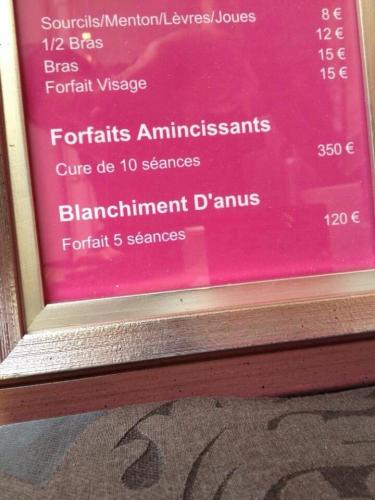 Sourcils/Menton/Lèvres/Joues 8 €
1/2 Bras 12 €
Bras 15 €
Forfait Visage 15 €
Forfaits Amincissants
Cure de 10 séances 350 €
Blanchiment D'anus
Forfait 5 séances 120 €